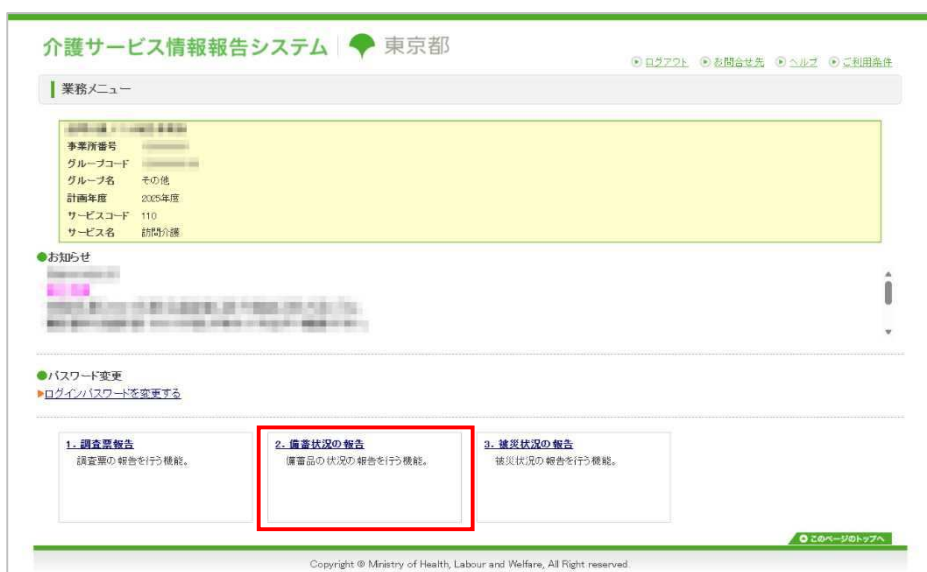 介護サービス情報報告システム 東京都
ログアウト お問合せ先 ヘルプ ご利用条件
業務メニュー
事業所番号
グループコード
グループ名 その他
計画年度 2025年度
サービスコード 110
サービス名 訪問介護
●お知らせ
●パスワード変更
▶ログインパスワードを変更する
1. 調査票報告
調査票の報告を行う機能。
2. 備蓄状況の報告
備蓄品の状況の報告を行う機能。
3. 被災状況の報告
被災状況の報告を行う機能。
このページのトップへ
Copyright © Ministry of Health, Labour and Welfare, All Right reserved.